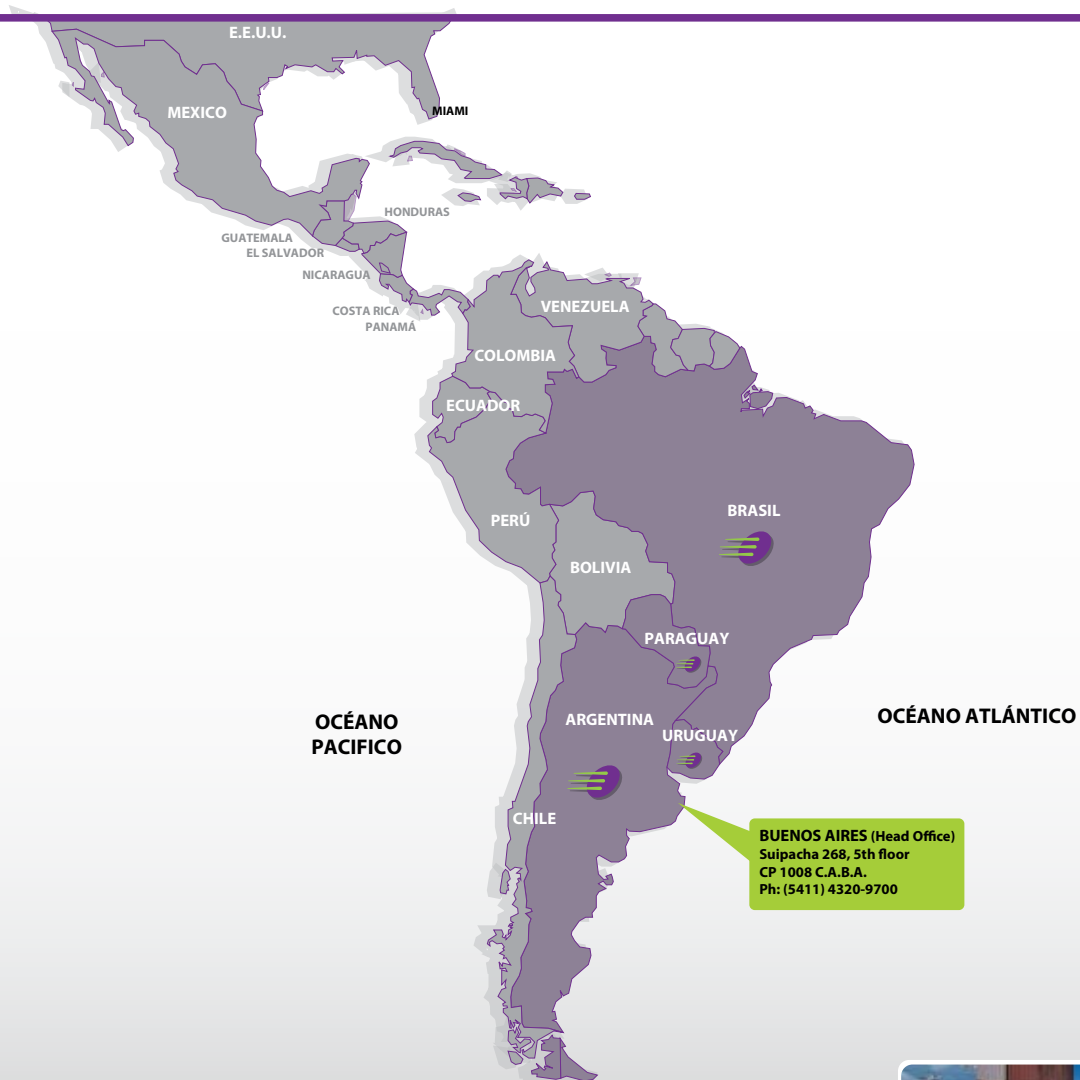 E.E.U.U.
MEXICO
MIAMI
HONDURAS
GUATEMALA
EL SALVADOR
NICARAGUA
COSTA RICA
PANAMÁ
VENEZUELA
COLOMBIA
ECUADOR
PERÚ
BRASIL
BOLIVIA
PARAGUAY
OCÉANO
PACIFICO
ARGENTINA
URUGUAY
OCÉANO ATLÁNTICO
CHILE
BUENOS AIRES (Head Office)
Suipacha 268, 5th floor
CP 1008 C.A.B.A.
Ph: (5411) 4320-9700